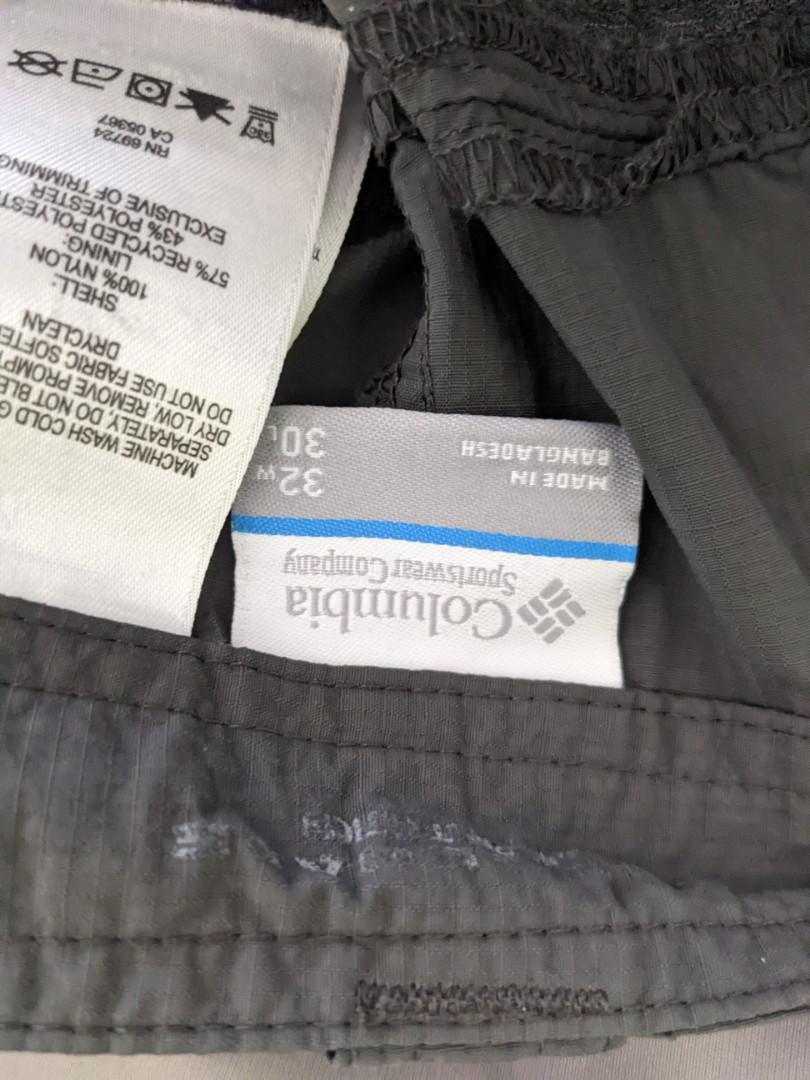 Columbia
Sportswear Company
MADE IN
BANGLADESH
32W
30L
MACHINE WASH COLD G
SEPARATELY, DO NOT BLE
DRY LOW, REMOVE PROMPT
DO NOT USE FABRIC SOFTE
DRYCLEAN
SHELL:
100% NYLON
LINING:
57% RECYCLED POLYEST
43% POLYESTER
EXCLUSIVE OF TRIMMING
RN 69724
CA 05367